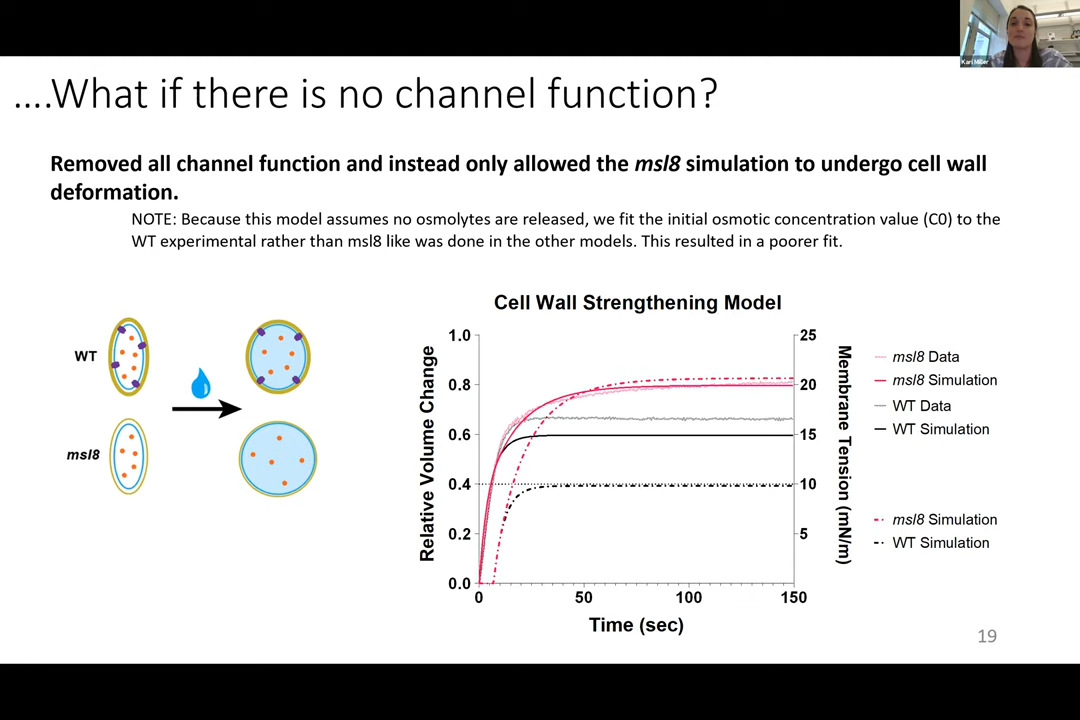 Kari Miller
....What if there is no channel function?
Removed all channel function and instead only allowed the msl8 simulation to undergo cell wall
deformation.
NOTE: Because this model assumes no osmolytes are released, we fit the initial osmotic concentration value (C0) to the
WT experimental rather than msl8 like was done in the other models. This resulted in a poorer fit.
WT
msl8
Cell Wall Strengthening Model
Relative Volume Change
1.0
0.8
0.6
0.4
0.2
0.0
0
50
100
150
Time (sec)
25
20
15
10
5
Membrane Tension (mN/m)
msl8 Data
msl8 Simulation
WT Data
WT Simulation
msl8 Simulation
WT Simulation
19